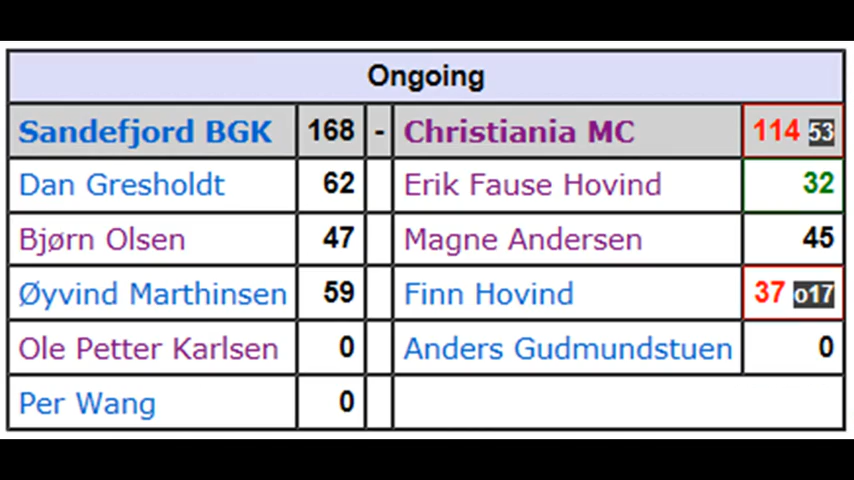 Ongoing
Sandefjord BGK 168 - Christiania MC 114 53
Dan Gresholdt 62 Erik Fause Hovind 32
Bjørn Olsen 47 Magne Andersen 45
Øyvind Marthinsen 59 Finn Hovind 37 o17
Ole Petter Karlsen 0 Anders Gudmundstuen 0
Per Wang 0